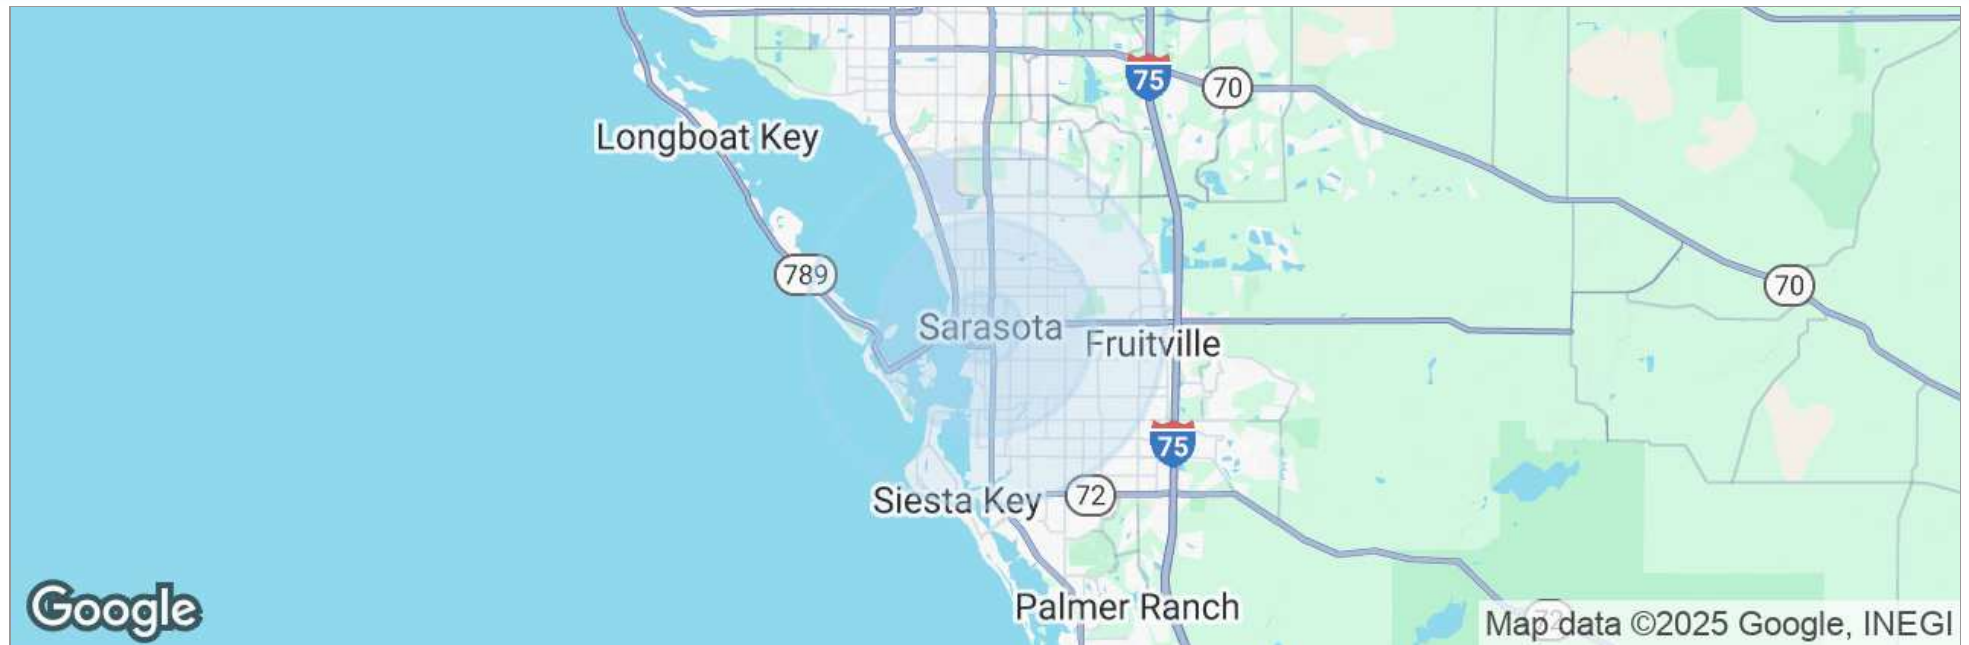 75
70
Longboat Key
789
70
Sarasota
Fruitville
75
Siesta Key
72
Palmer Ranch
72
Google
Map data ©2025 Google, INEGI